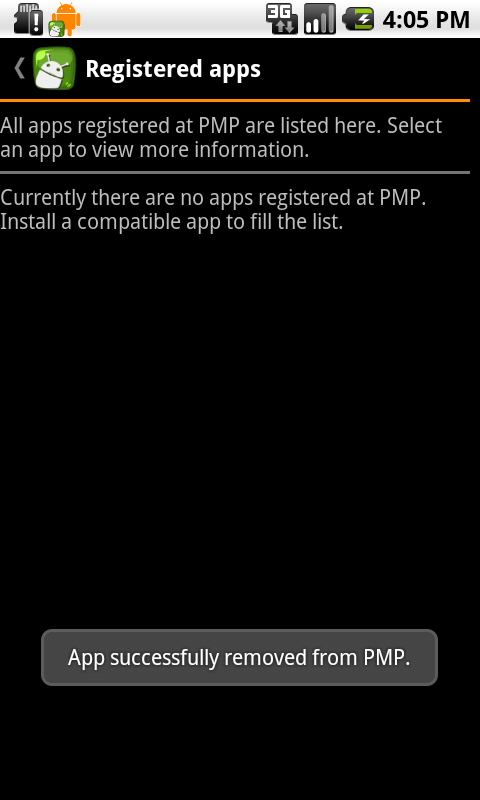 3G
4:05 PM
Registered apps
All apps registered at PMP are listed here. Select
an app to view more information.
Currently there are no apps registered at PMP.
Install a compatible app to fill the list.
App successfully removed from PMP.